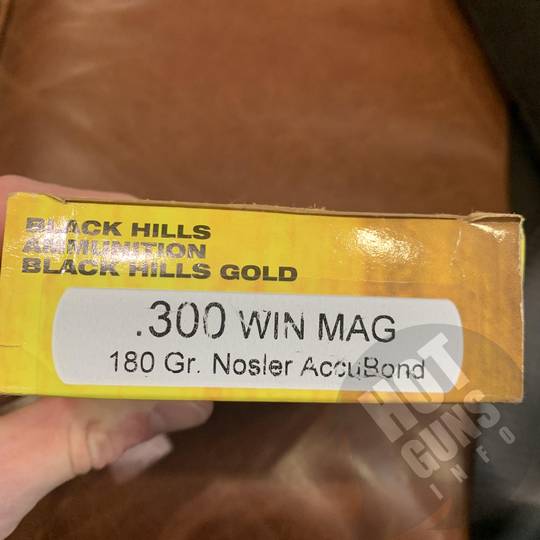 BLACK HILLS
AMMUNITION
BLACK HILLS GOLD
.300 WIN MAG
180 Gr. Nosler AccuBond
HOT
GUNS
INFO